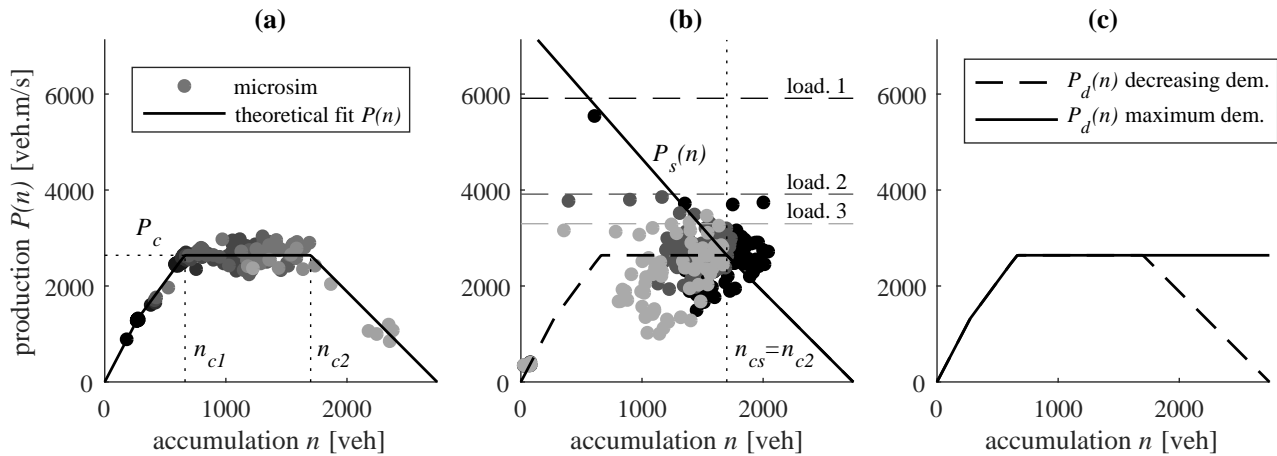 (a)
production P(n) [veh.m/s]
6000
4000
2000
0
microsim
theoretical fit P(n)
P_c
n_c1
n_c2
0
1000
2000
accumulation n [veh]
(b)
6000
4000
2000
0
load. 1
P_s(n)
load. 2
load. 3
n_cs=n_c2
0
1000
2000
accumulation n [veh]
(c)
6000
4000
2000
0
P_d(n) decreasing dem.
P_d(n) maximum dem.
0
1000
2000
accumulation n [veh]